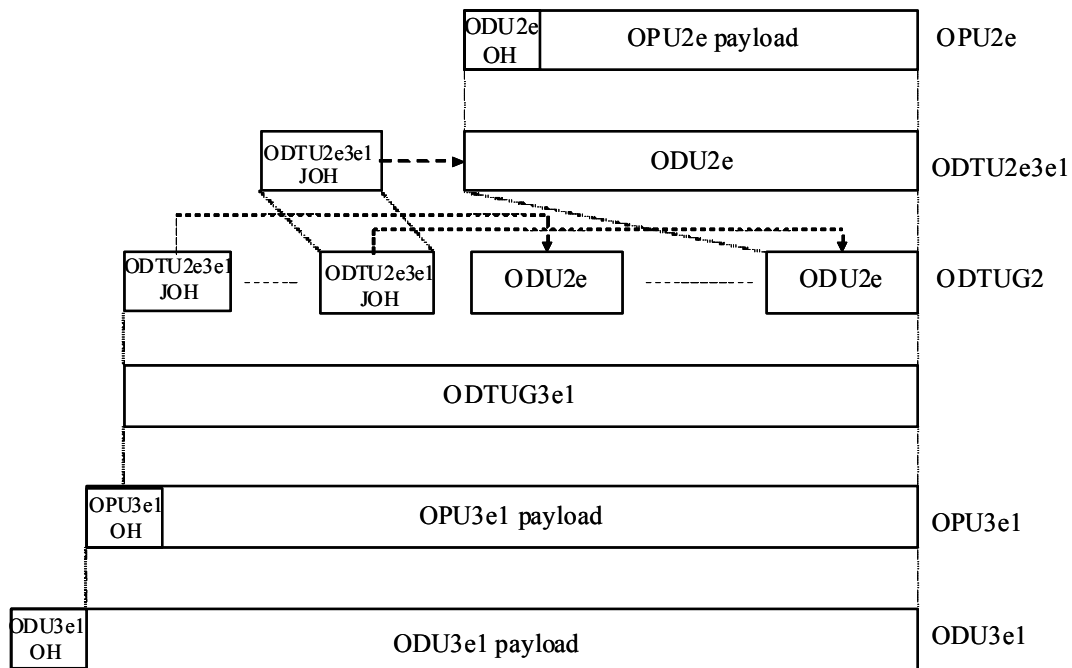 ODU2e
OH
OPU2e payload
OPU2e
ODTU2e3e1
JOH
ODU2e
ODTU2e3e1
ODTU2e3e1
JOH
ODTU2e3e1
JOH
ODU2e
ODU2e
ODTUG2
ODTUG3e1
OPU3e1
OH
OPU3e1 payload
OPU3e1
ODU3e1
OH
ODU3e1 payload
ODU3e1